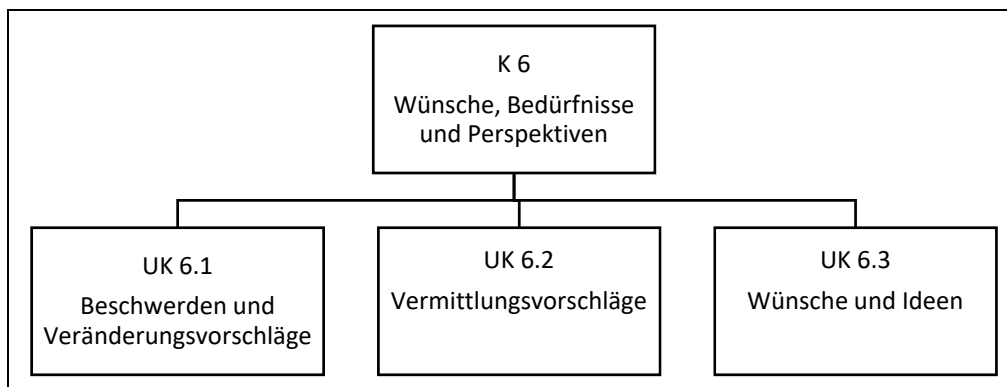 K 6
Wünsche, Bedürfnisse
und Perspektiven
UK 6.1
Beschwerden und
Veränderungsvorschläge
UK 6.2
Vermittlungsvorschläge
UK 6.3
Wünsche und Ideen